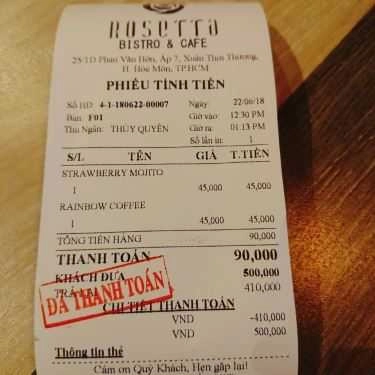 Rosetta
BISTRO & CAFE
25/1D Phan Văn Hớn, Ấp 7, Xuân Thới Thượng,
H. Hóc Môn, TP.HCM
PHIẾU TÍNH TIỀN
Số HD: 4-1-180622-00007 Ngày: 22/06/18
Bàn: F01 Giờ vào: 12:30 PM
Thu Ngân: THÚY QUYÊN Giờ ra: 01:13 PM
Số lần in: 1
S/L TÊN GIÁ T.TIỀN
STRAWBERRY MOJITO
1 45,000 45,000
RAINBOW COFFEE
1 45,000 45,000
TỔNG TIỀN HÀNG 90,000
THANH TOÁN 90,000
KHÁCH ĐƯA 500,000
TRẢ LẠI 410,000
ĐÃ THANH TOÁN
CHI TIẾT THANH TOÁN
VND -410,000
VND 500,000
Thông tin thẻ
Cảm ơn Quý Khách, Hẹn gặp lại!